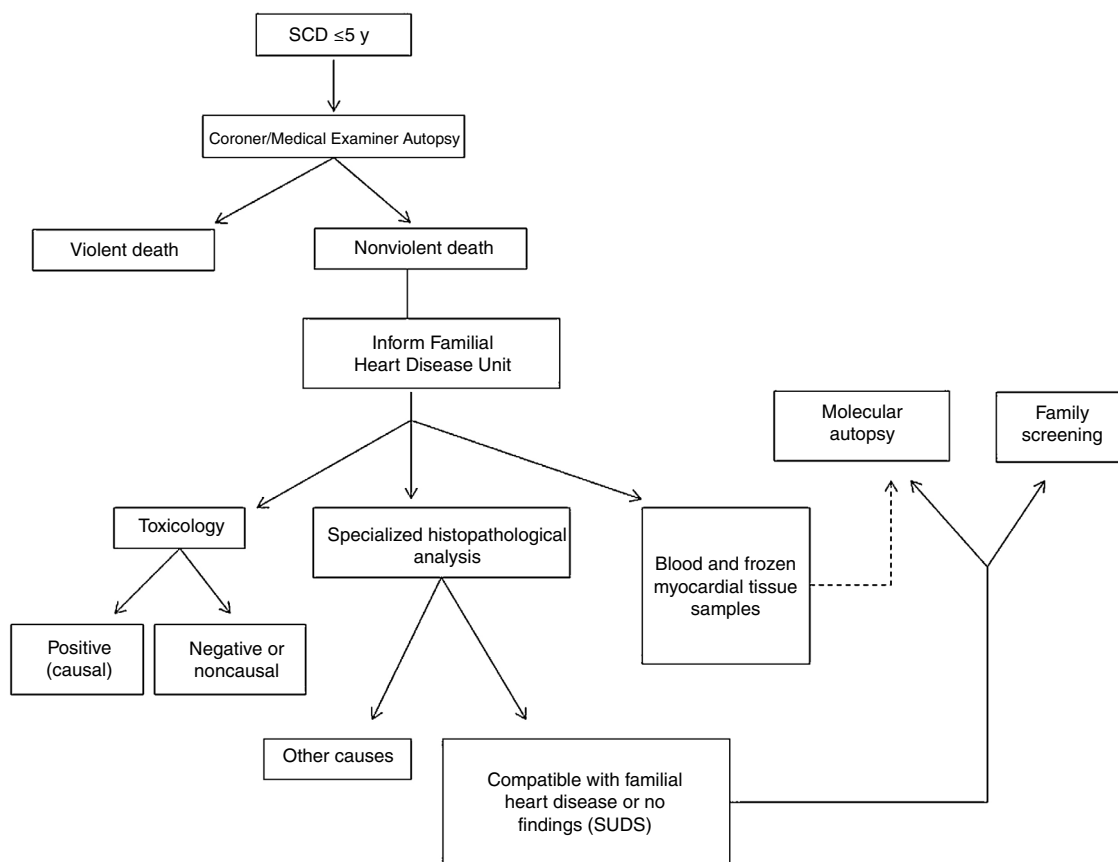 SCD ≤5 y
Coroner/Medical Examiner Autopsy
Violent death
Nonviolent death
Inform Familial
Heart Disease Unit
Molecular
autopsy
Family
screening
Toxicology
Specialized histopathological
analysis
Blood and frozen
myocardial tissue
samples
Positive
(causal)
Negative or
noncausal
Other causes
Compatible with familial
heart disease or no
findings (SUDS)